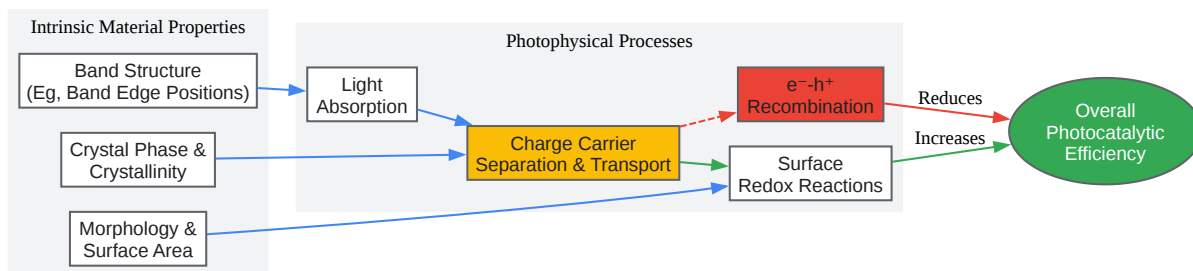 Intrinsic Material Properties
Band Structure
(Eg, Band Edge Positions)
Crystal Phase &
Crystallinity
Morphology &
Surface Area
Photophysical Processes
Light
Absorption
Charge Carrier
Separation & Transport
e⁻-h⁺
Recombination
Surface
Redox Reactions
Reduces
Increases
Overall
Photocatalytic
Efficiency